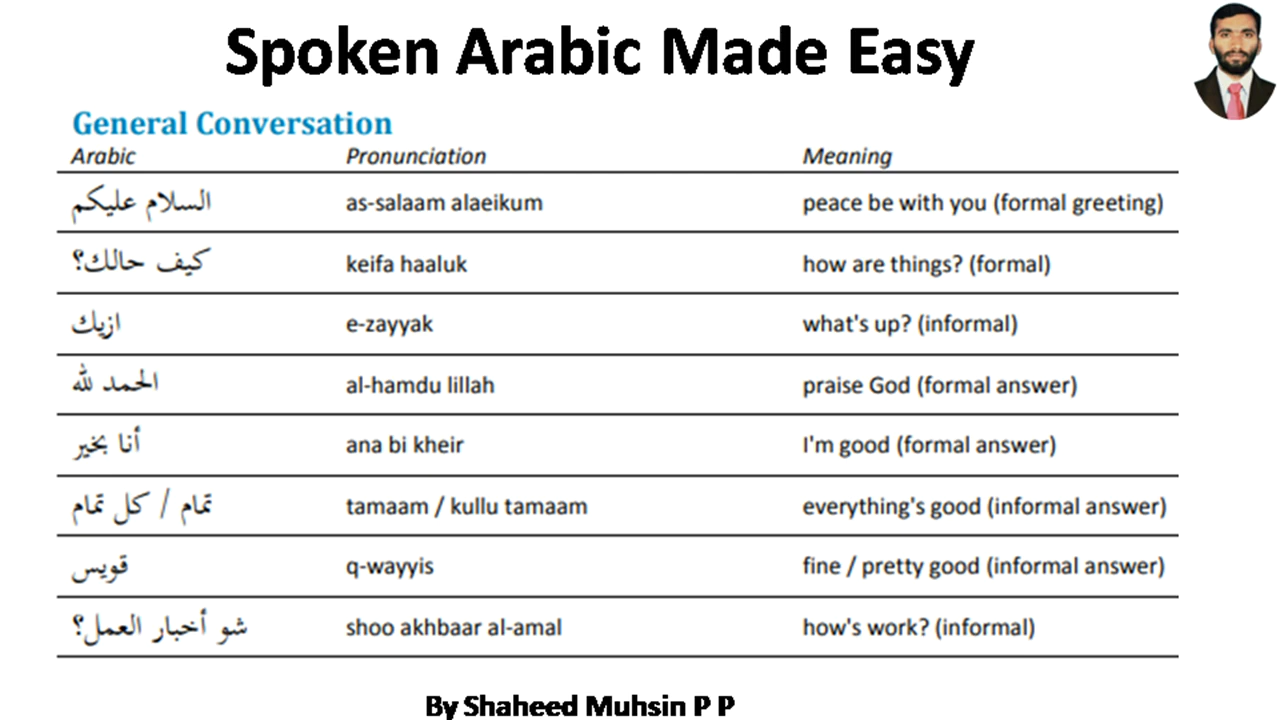 Spoken Arabic Made Easy
General Conversation
Arabic Pronunciation Meaning
السلام عليكم as-salaam alaeikum peace be with you (formal greeting)
كيف حالك؟ keifa haaluk how are things? (formal)
ازيك e-zayyak what's up? (informal)
الحمد لله al-hamdu lillah praise God (formal answer)
أنا بخير ana bi kheir I'm good (formal answer)
تمام / كل تمام tamaam / kullu tamaam everything's good (informal answer)
قويس q-wayyis fine / pretty good (informal answer)
شو أخبار العمل؟ shoo akhbaar al-amal how's work? (informal)
By Shaheed Muhsin P P